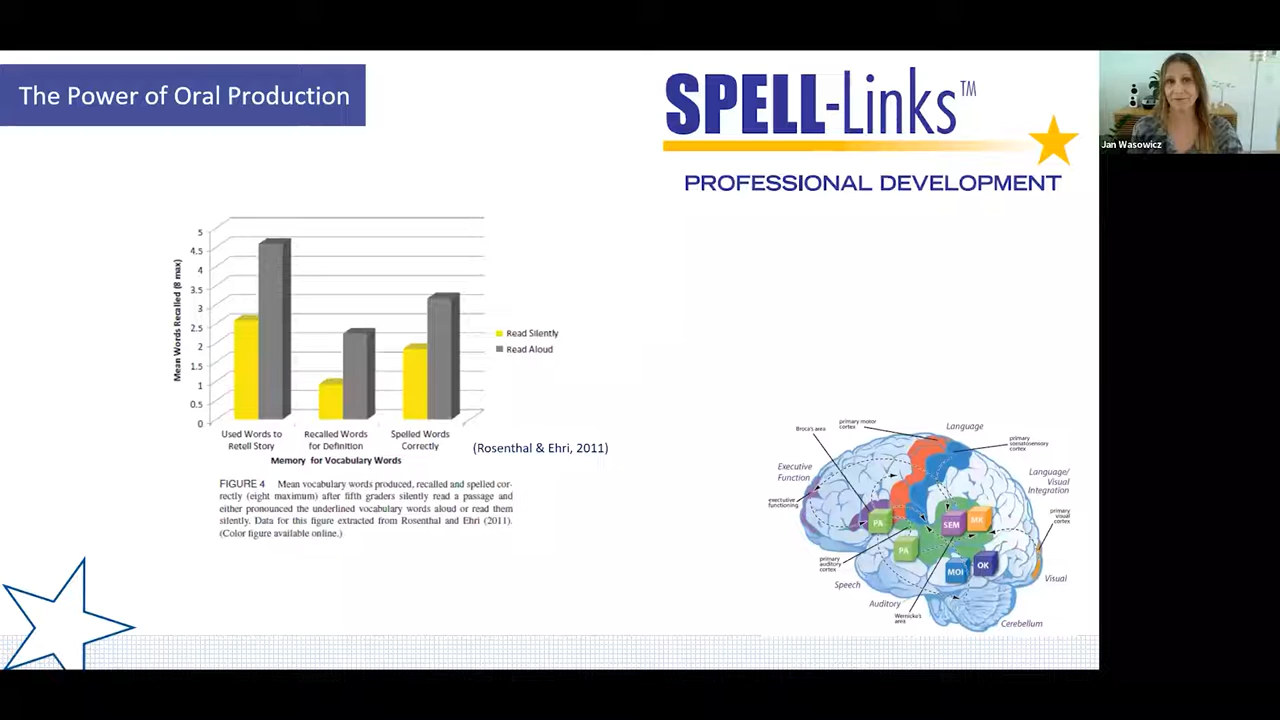 The Power of Oral Production
SPELL-Links™
PROFESSIONAL DEVELOPMENT
Jan Wasowicz
Mean Words Recalled (8 max)
5
4.5
4
3.5
3
2.5
2
1.5
1
0.5
0
Read Silently
Read Aloud
Used Words to
Retell Story
Recalled Words
for Definition
Spelled Words
Correctly
Memory for Vocabulary Words
(Rosenthal & Ehri, 2011)
FIGURE 4 Mean vocabulary words produced, recalled and spelled cor-
rectly (eight maximum) after fifth graders silently read a passage and
either pronounced the underlined vocabulary words aloud or read them
silently. Data for this figure extracted from Rosenthal and Ehri (2011).
(Color figure available online.)
Broca's area
primary motor
cortex
Language
primary
somatosensory
cortex
Executive
Function
Language/
Visual
Integration
executive
functioning
primary
visual
cortex
PA
SEM
MK
PA
MOI
OK
primary
auditory
cortex
Speech
Visual
Auditory
Wernicke's
area
Cerebellum